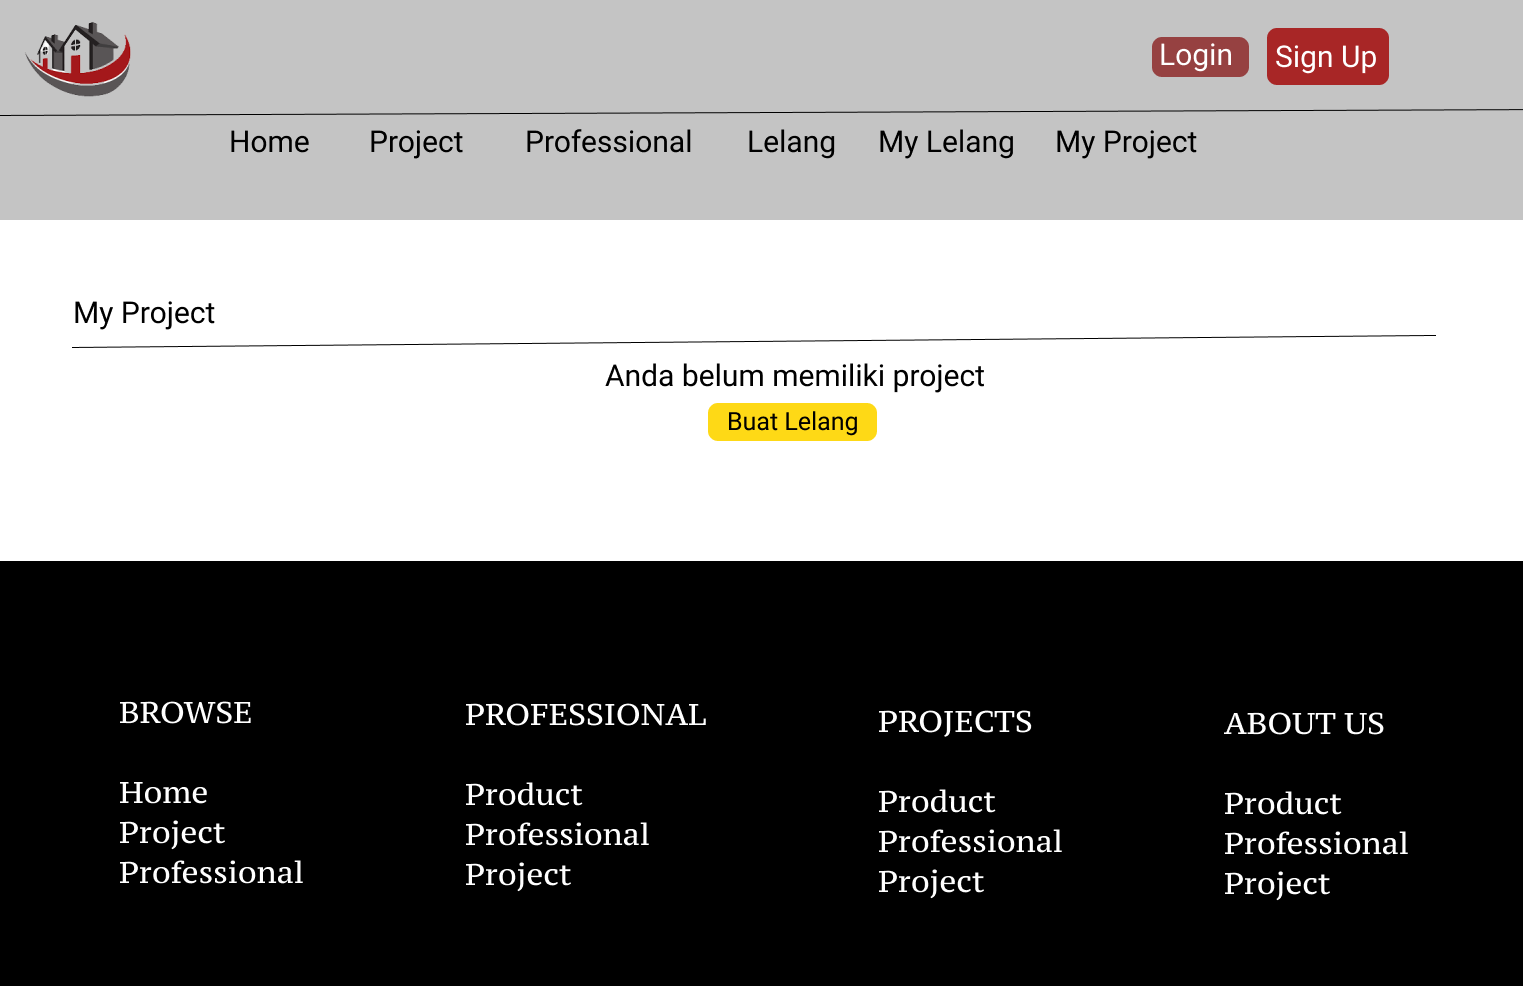 Login
Sign Up
Home Project Professional Lelang My Lelang My Project
My Project
Anda belum memiliki project
Buat Lelang
BROWSE
Home
Project
Professional
PROFESSIONAL
Product
Professional
Project
PROJECTS
Product
Professional
Project
ABOUT US
Product
Professional
Project